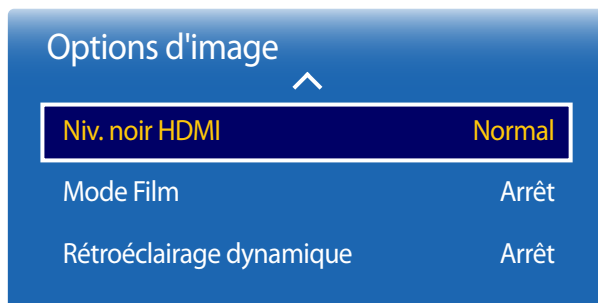 Options d'image
Niv. noir HDMI Normal
Mode Film Arrêt
Rétroéclairage dynamique Arrêt